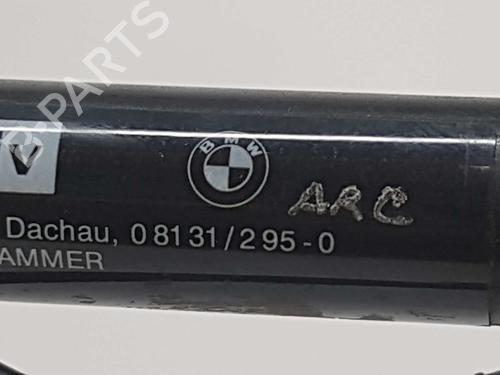 B-PARTS
BMW
ARC
Dachau, 08131/295-0
AMMER